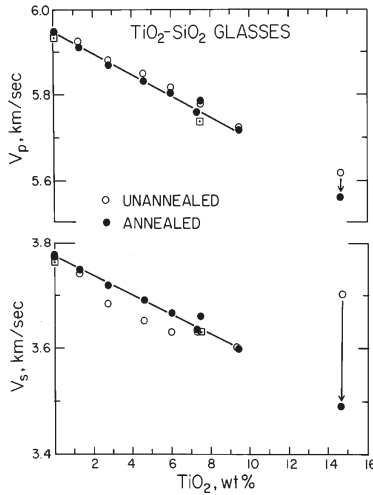 TiO₂–SiO₂ GLASSES
6.0
5.8
5.6
Vp, km/sec
○ UNANNEALED
● ANNEALED
3.8
3.6
3.4
Vs, km/sec
0 2 4 6 8 10 12 14 16
TiO₂, wt%